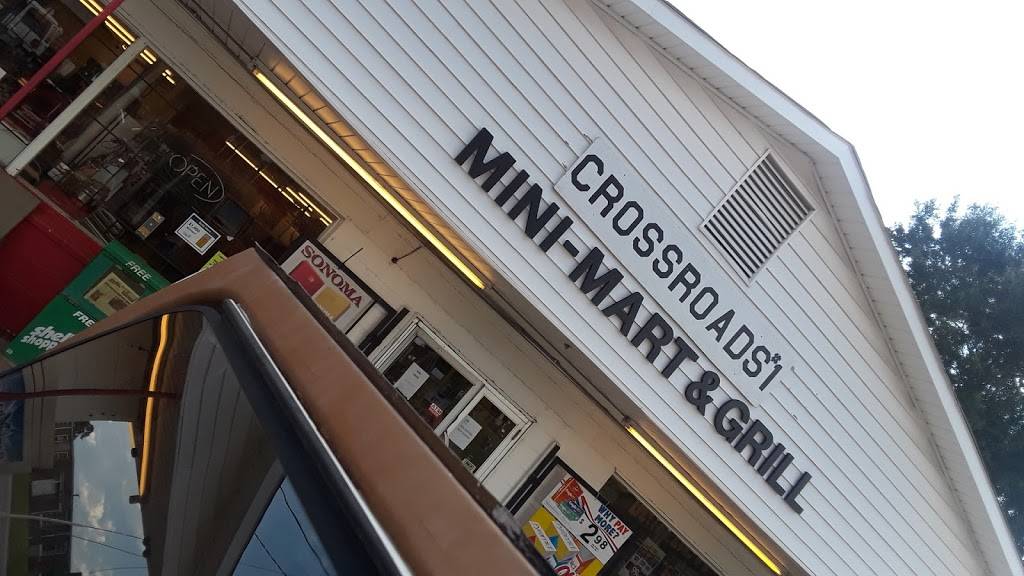 CROSSROADS #1
MINI-MART & GRILL
OPEN
SONOMA
FREE
FREE
WHY PAY
MORE?
$2.98